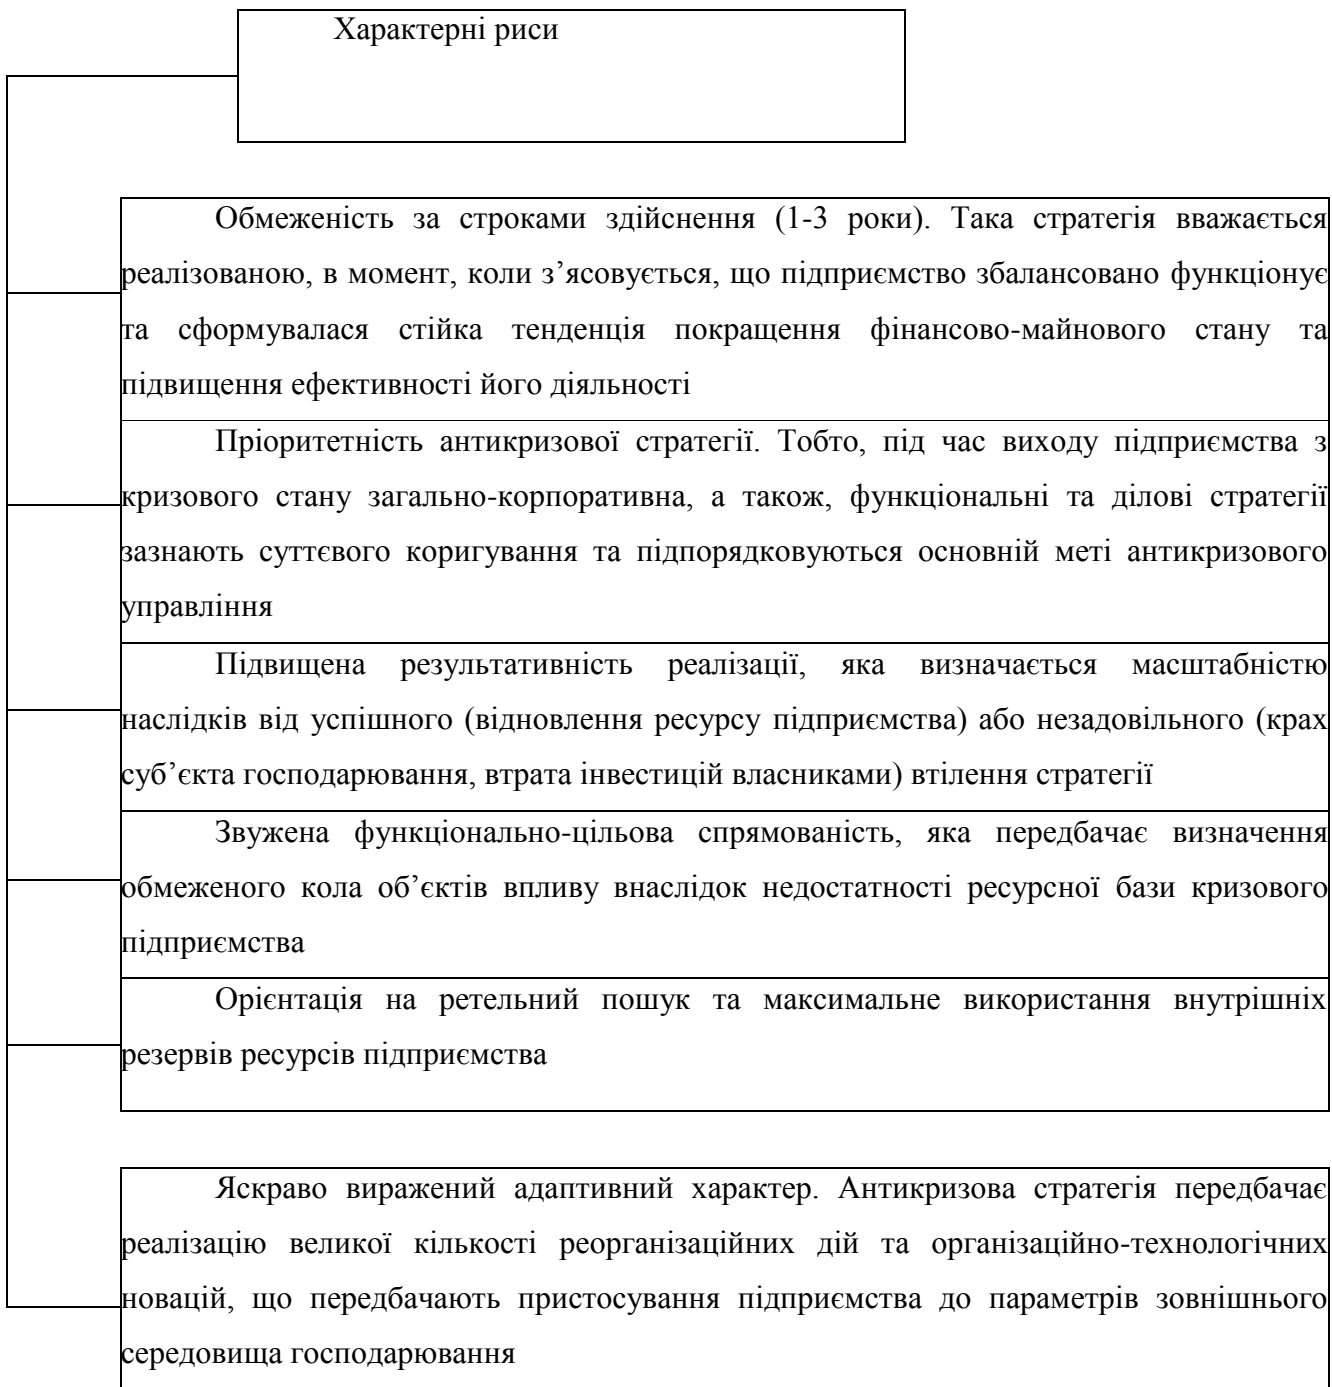 Характерні риси
Обмеженість за строками здійснення (1-3 роки). Така стратегія вважається
реалізованою, в момент, коли з’ясовується, що підприємство збалансовано функціонує
та сформувалася стійка тенденція покращення фінансово-майнового стану та
підвищення ефективності його діяльності
Пріоритетність антикризової стратегії. Тобто, під час виходу підприємства з
кризового стану загально-корпоративна, а також, функціональні та ділові стратегії
зазнають суттєвого коригування та підпорядковуються основній меті антикризового
управління
Підвищена результативність реалізації, яка визначається масштабністю
наслідків від успішного (відновлення ресурсу підприємства) або незадовільного (крах
суб’єкта господарювання, втрата інвестицій власниками) втілення стратегії
Звужена функціонально-цільова спрямованість, яка передбачає визначення
обмеженого кола об’єктів впливу внаслідок недостатності ресурсної бази кризового
підприємства
Орієнтація на ретельний пошук та максимальне використання внутрішніх
резервів ресурсів підприємства
Яскраво виражений адаптивний характер. Антикризова стратегія передбачає
реалізацію великої кількості реорганізаційних дій та організаційно-технологічних
новацій, що передбачають пристосування підприємства до параметрів зовнішнього
середовища господарювання